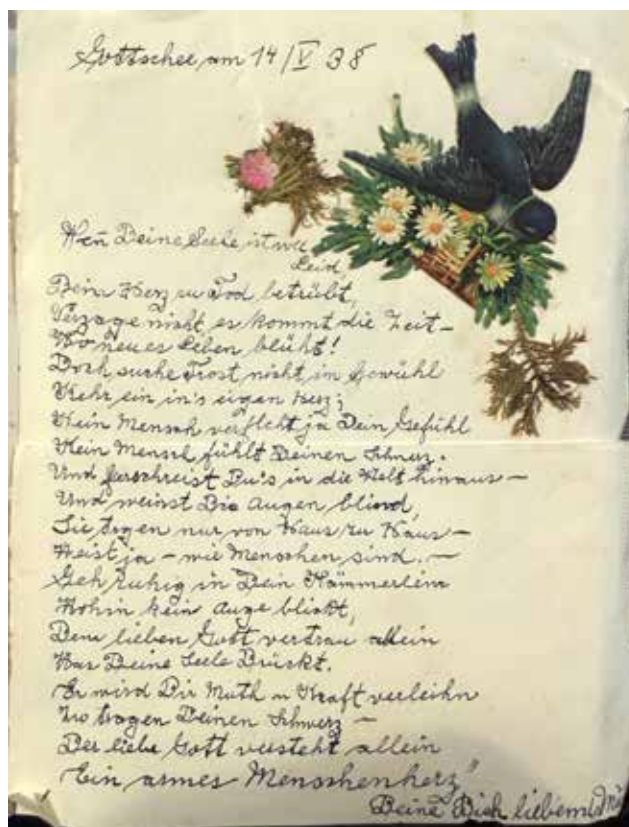 Gottschee am 14/V 38
Wen̄ Deine Seele ist voll
Leid
Dein Herz zu Tod betrübt,
Verzage nicht, es kommt die Zeit –
Wo neues Leben blüht!
Doch suche Trost nicht im Gewühl
Kehr ein in's eigen Herz;
Kein Mensch versteht ja Dein Gefühl
Kein Mensch fühlt Deinen Schmerz.
Und schreist Du's in die Welt hinaus –
Und weinst Die Augen blind,
Sie tragen nur von Haus zu Haus –
Weist ja – wie Menschen sind. –
Geh ruhig in Dein Kämmerlein
Wohin kein Auge blickt,
Dem lieben Gott vertrau allein
Was Deine Seele Drückt.
Er wird Dir Muth u Kraft verleihn
Zu tragen Deinen Schmerz –
Der liebe Gott versteht allein
Ein armes Menschenherz"
Deine Dich liebende